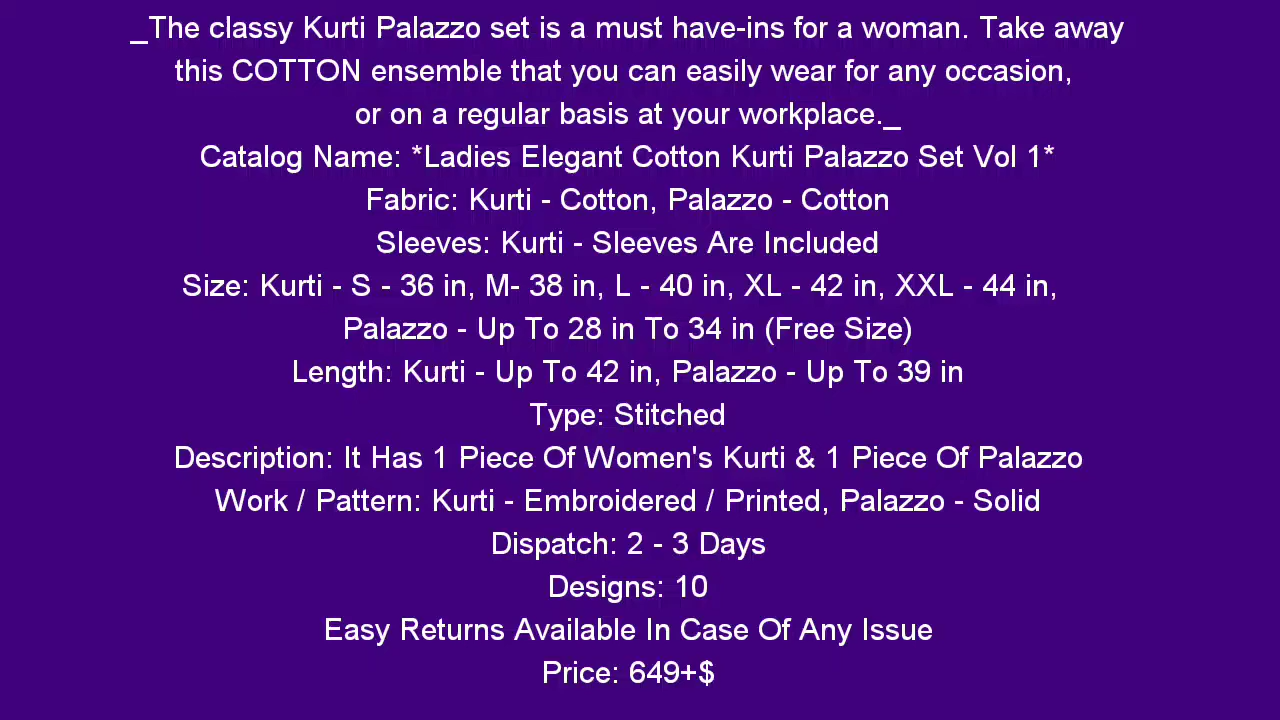 _The classy Kurti Palazzo set is a must have-ins for a woman. Take away
this COTTON ensemble that you can easily wear for any occasion,
or on a regular basis at your workplace._
Catalog Name: *Ladies Elegant Cotton Kurti Palazzo Set Vol 1*
Fabric: Kurti - Cotton, Palazzo - Cotton
Sleeves: Kurti - Sleeves Are Included
Size: Kurti - S - 36 in, M- 38 in, L - 40 in, XL - 42 in, XXL - 44 in,
Palazzo - Up To 28 in To 34 in (Free Size)
Length: Kurti - Up To 42 in, Palazzo - Up To 39 in
Type: Stitched
Description: It Has 1 Piece Of Women's Kurti & 1 Piece Of Palazzo
Work / Pattern: Kurti - Embroidered / Printed, Palazzo - Solid
Dispatch: 2 - 3 Days
Designs: 10
Easy Returns Available In Case Of Any Issue
Price: 649+$